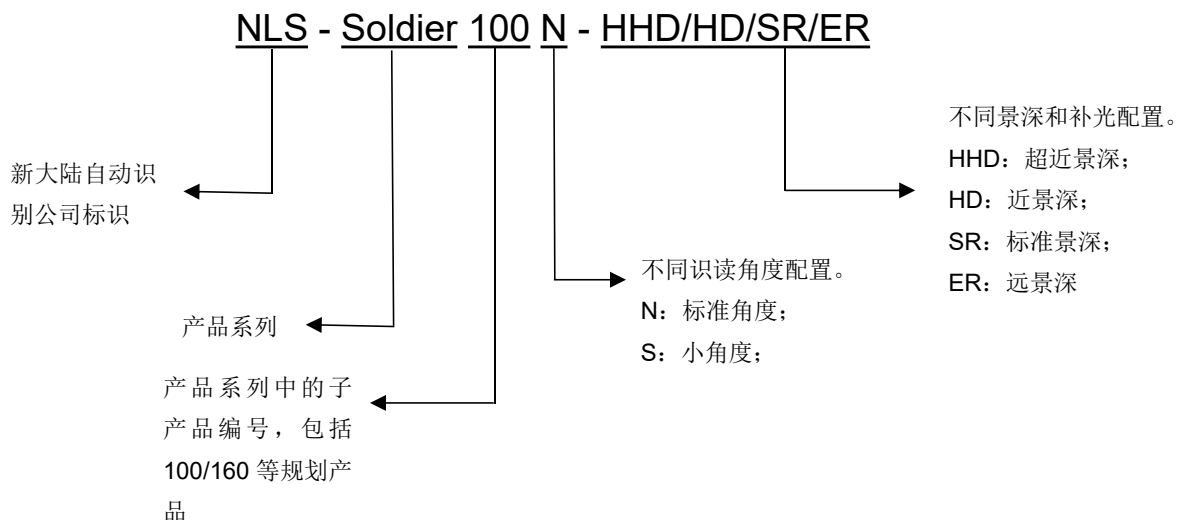 NLS - Soldier 100 N - HHD/HD/SR/ER
新大陆自动识
别公司标识
产品系列
产品系列中的子
产品编号，包括
100/160 等规划产
品
不同识读角度配置。
N：标准角度；
S：小角度；
不同景深和补光配置。
HHD：超近景深；
HD：近景深；
SR：标准景深；
ER：远景深